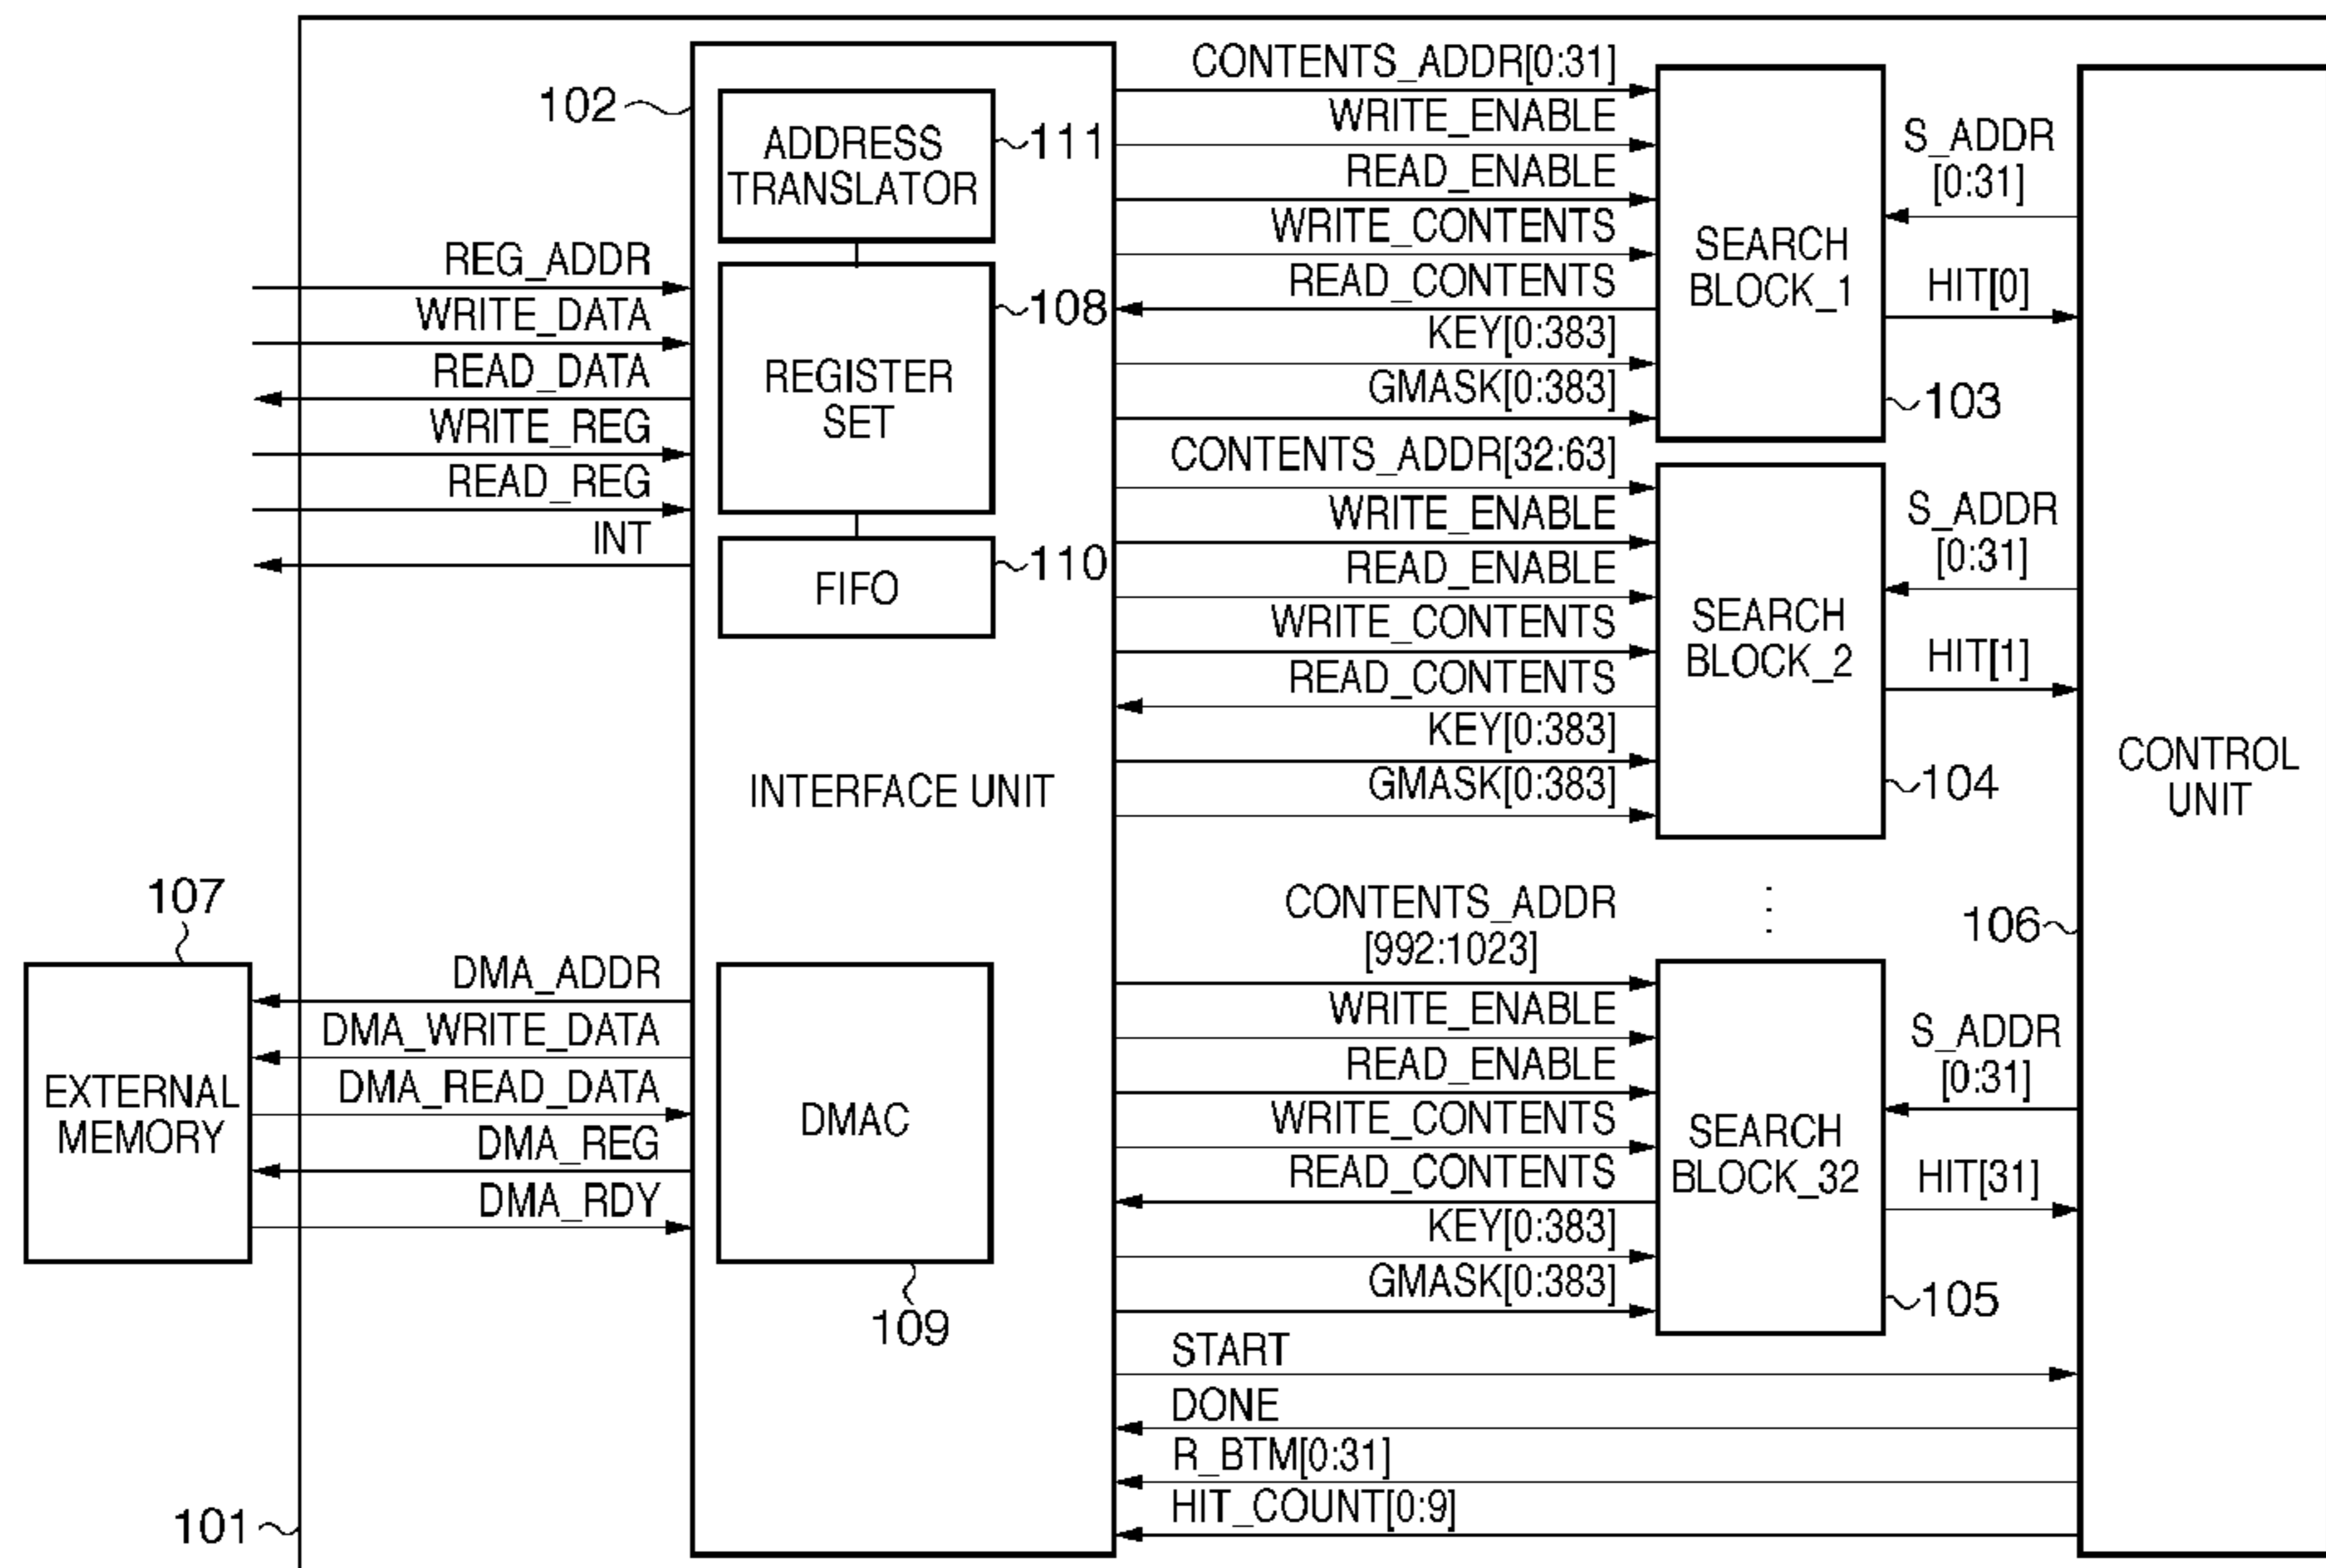 102
ADDRESS
TRANSLATOR
111
REG_ADDR
WRITE_DATA
READ_DATA
WRITE_REG
READ_REG
INT
REGISTER
SET
108
FIFO
110
INTERFACE UNIT
107
EXTERNAL
MEMORY
DMA_ADDR
DMA_WRITE_DATA
DMA_READ_DATA
DMA_REG
DMA_RDY
DMAC
109
101
CONTENTS_ADDR[0:31]
WRITE_ENABLE
READ_ENABLE
WRITE_CONTENTS
READ_CONTENTS
KEY[0:383]
GMASK[0:383]
SEARCH
BLOCK_1
103
S_ADDR
[0:31]
HIT[0]
CONTENTS_ADDR[32:63]
WRITE_ENABLE
READ_ENABLE
WRITE_CONTENTS
READ_CONTENTS
KEY[0:383]
GMASK[0:383]
SEARCH
BLOCK_2
104
S_ADDR
[0:31]
HIT[1]
CONTENTS_ADDR
[992:1023]
WRITE_ENABLE
READ_ENABLE
WRITE_CONTENTS
READ_CONTENTS
KEY[0:383]
GMASK[0:383]
SEARCH
BLOCK_32
105
S_ADDR
[0:31]
HIT[31]
START
DONE
R_BTM[0:31]
HIT_COUNT[0:9]
CONTROL
UNIT
106